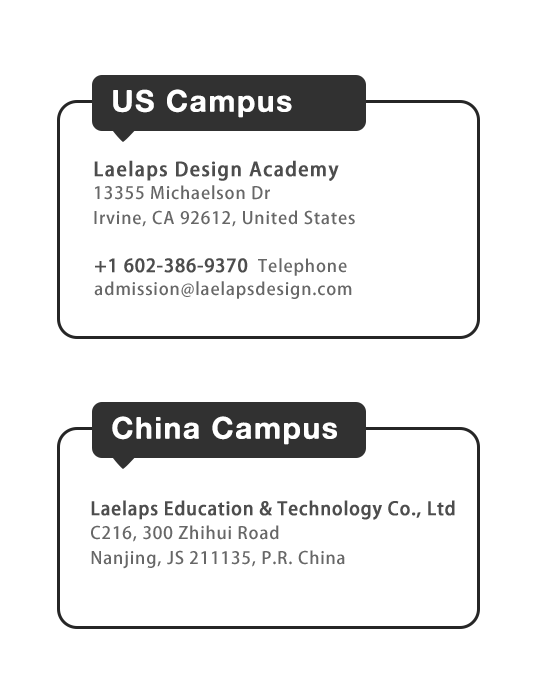 US Campus
Laelaps Design Academy
13355 Michaelson Dr
Irvine, CA 92612, United States
+1 602-386-9370 Telephone
admission@laelapsdesign.com
China Campus
Laelaps Education & Technology Co., Ltd
C216, 300 Zhihui Road
Nanjing, JS 211135, P.R. China